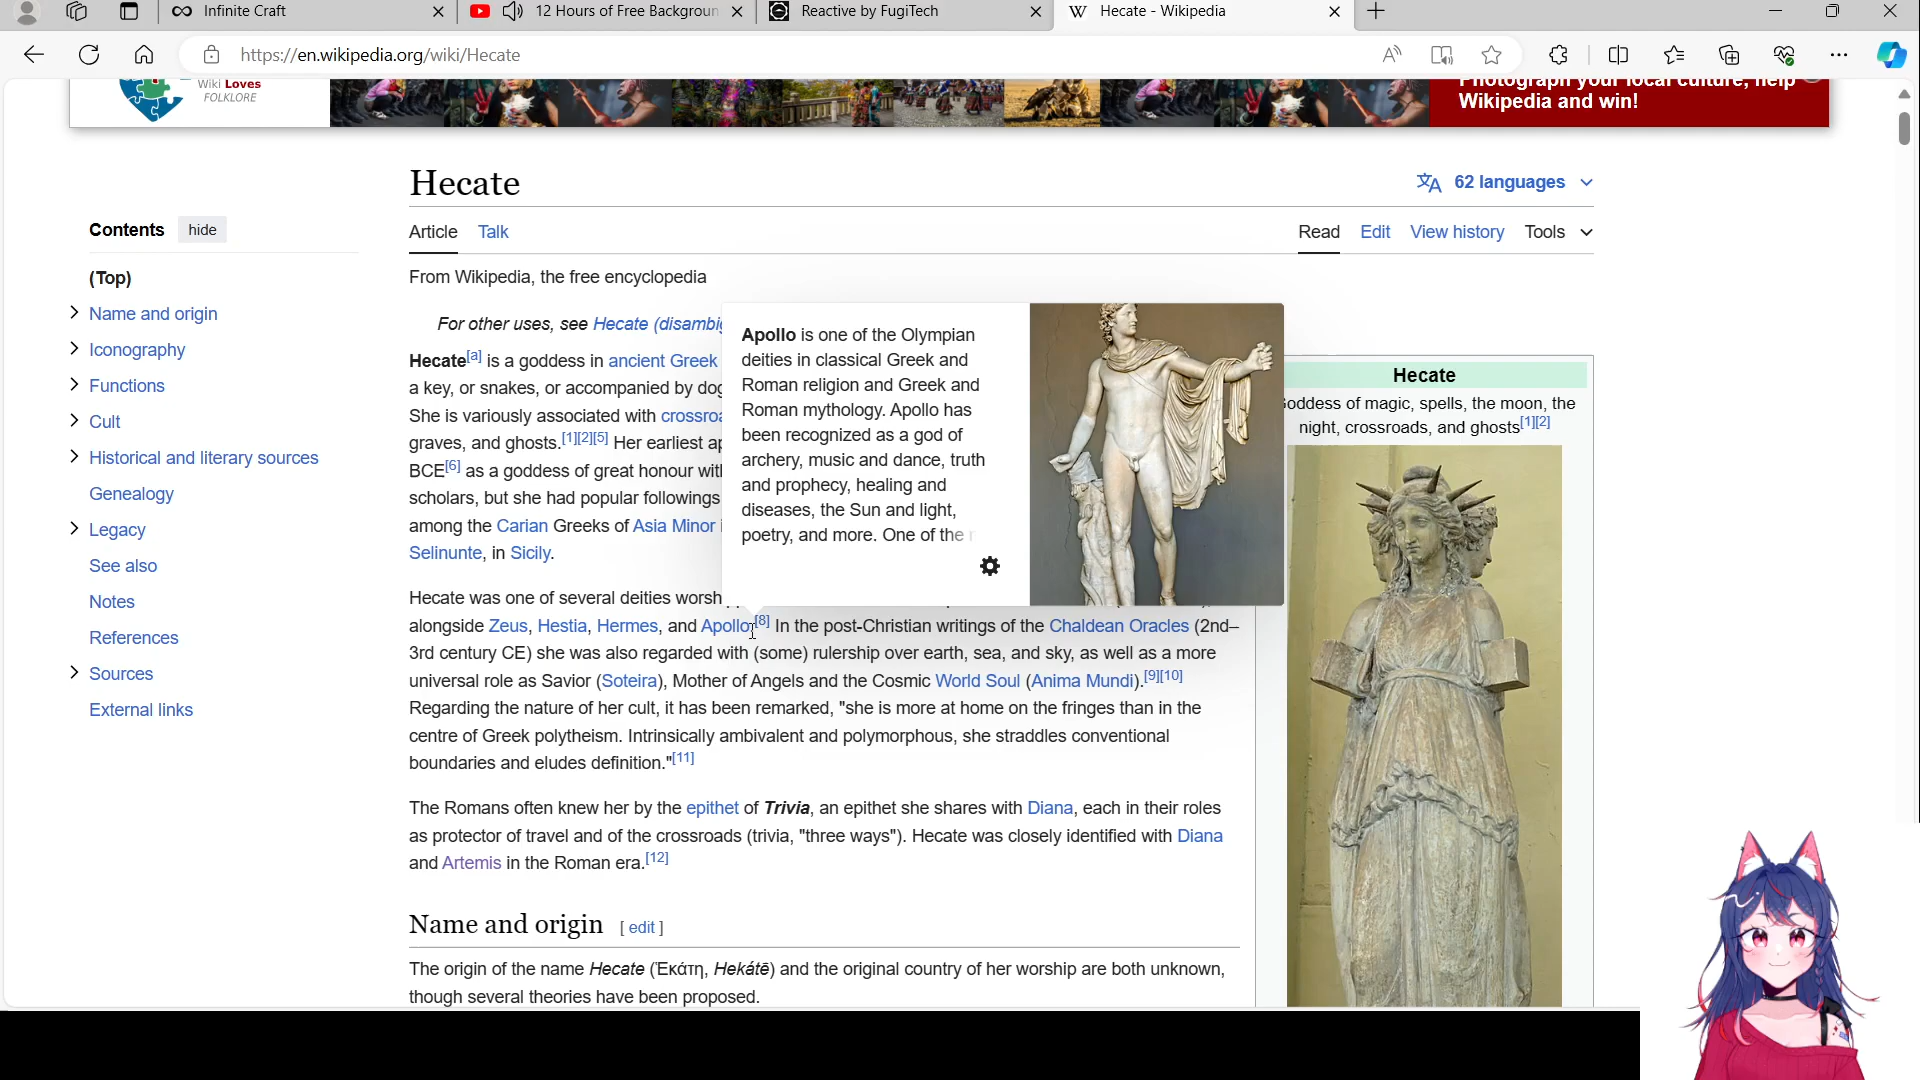 Infinite Craft
12 Hours of Free Backgroun
Reactive by FugiTech
W Hecate - Wikipedia
https://en.wikipedia.org/wiki/Hecate
Wiki Loves
FOLKLORE
Photograph your local culture, help
Wikipedia and win!
Hecate
62 languages
Contents hide
Article Talk
Read Edit View history Tools
(Top)
Name and origin
Iconography
Functions
Cult
Historical and literary sources
Genealogy
Legacy
See also
Notes
References
Sources
External links
From Wikipedia, the free encyclopedia
For other uses, see Hecate (disambig
Hecate[a] is a goddess in ancient Greek
a key, or snakes, or accompanied by dog
She is variously associated with crossroa
graves, and ghosts.[1][2][5] Her earliest ap
BCE[6] as a goddess of great honour with
scholars, but she had popular followings
among the Carian Greeks of Asia Minor i
Selinunte, in Sicily.
Apollo is one of the Olympian
deities in classical Greek and
Roman religion and Greek and
Roman mythology. Apollo has
been recognized as a god of
archery, music and dance, truth
and prophecy, healing and
diseases, the Sun and light,
poetry, and more. One of the
Hecate was one of several deities worsh
alongside Zeus, Hestia, Hermes, and Apollo.[8] In the post-Christian writings of the Chaldean Oracles (2nd–
3rd century CE) she was also regarded with (some) rulership over earth, sea, and sky, as well as a more
universal role as Savior (Soteira), Mother of Angels and the Cosmic World Soul (Anima Mundi).[9][10]
Regarding the nature of her cult, it has been remarked, "she is more at home on the fringes than in the
centre of Greek polytheism. Intrinsically ambivalent and polymorphous, she straddles conventional
boundaries and eludes definition."[11]
The Romans often knew her by the epithet of Trivia, an epithet she shares with Diana, each in their roles
as protector of travel and of the crossroads (trivia, "three ways"). Hecate was closely identified with Diana
and Artemis in the Roman era.[12]
Name and origin [ edit ]
The origin of the name Hecate (Ἑκάτη, Hekátē) and the original country of her worship are both unknown,
though several theories have been proposed.
Hecate
Goddess of magic, spells, the moon, the
night, crossroads, and ghosts[1][2]